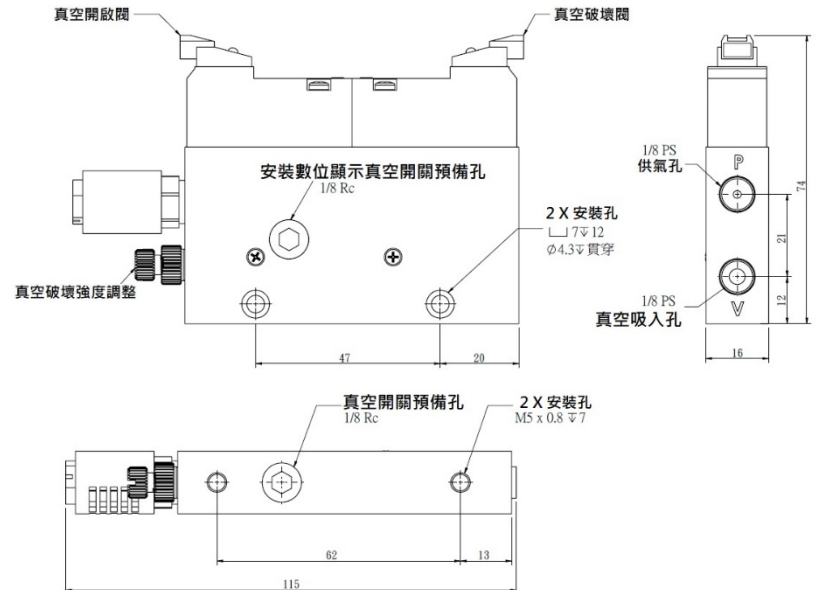 真空開啟閥
真空破壞閥
安裝數位顯示真空開關預備孔
1/8 Rc
2 X 安裝孔
⌴ 7↧12
Ø4.3↧貫穿
真空破壞強度調整
47
20
1/8 PS
供氣孔
P
74
21
12
1/8 PS
真空吸入孔
V
16
真空開關預備孔
1/8 Rc
2 X 安裝孔
M5 x 0.8 ↧7
62
13
115